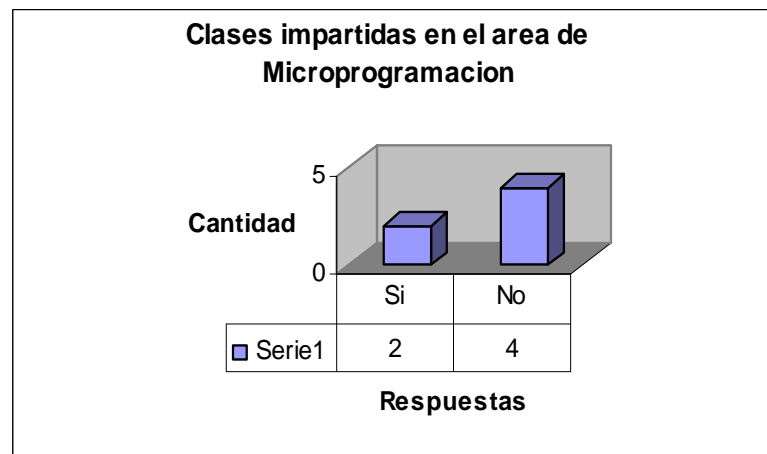 Clases impartidas en el area de
Microprogramacion
5
Cantidad
0
Si No
Serie1 2 4
Respuestas